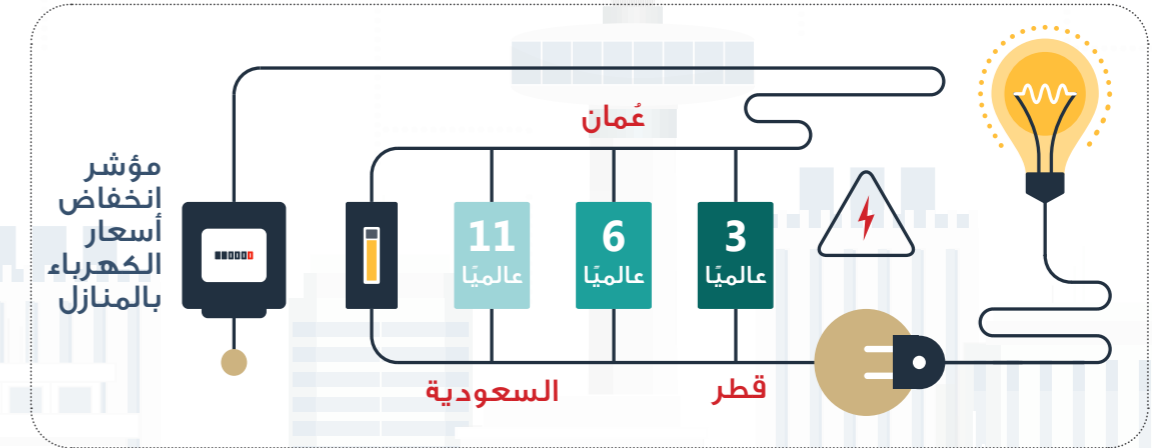 مؤشر
انخفاض
أسعار
الكهرباء
بالمنازل
عُمان
3
عالميًا
6
عالميًا
11
عالميًا
قطر
السعودية